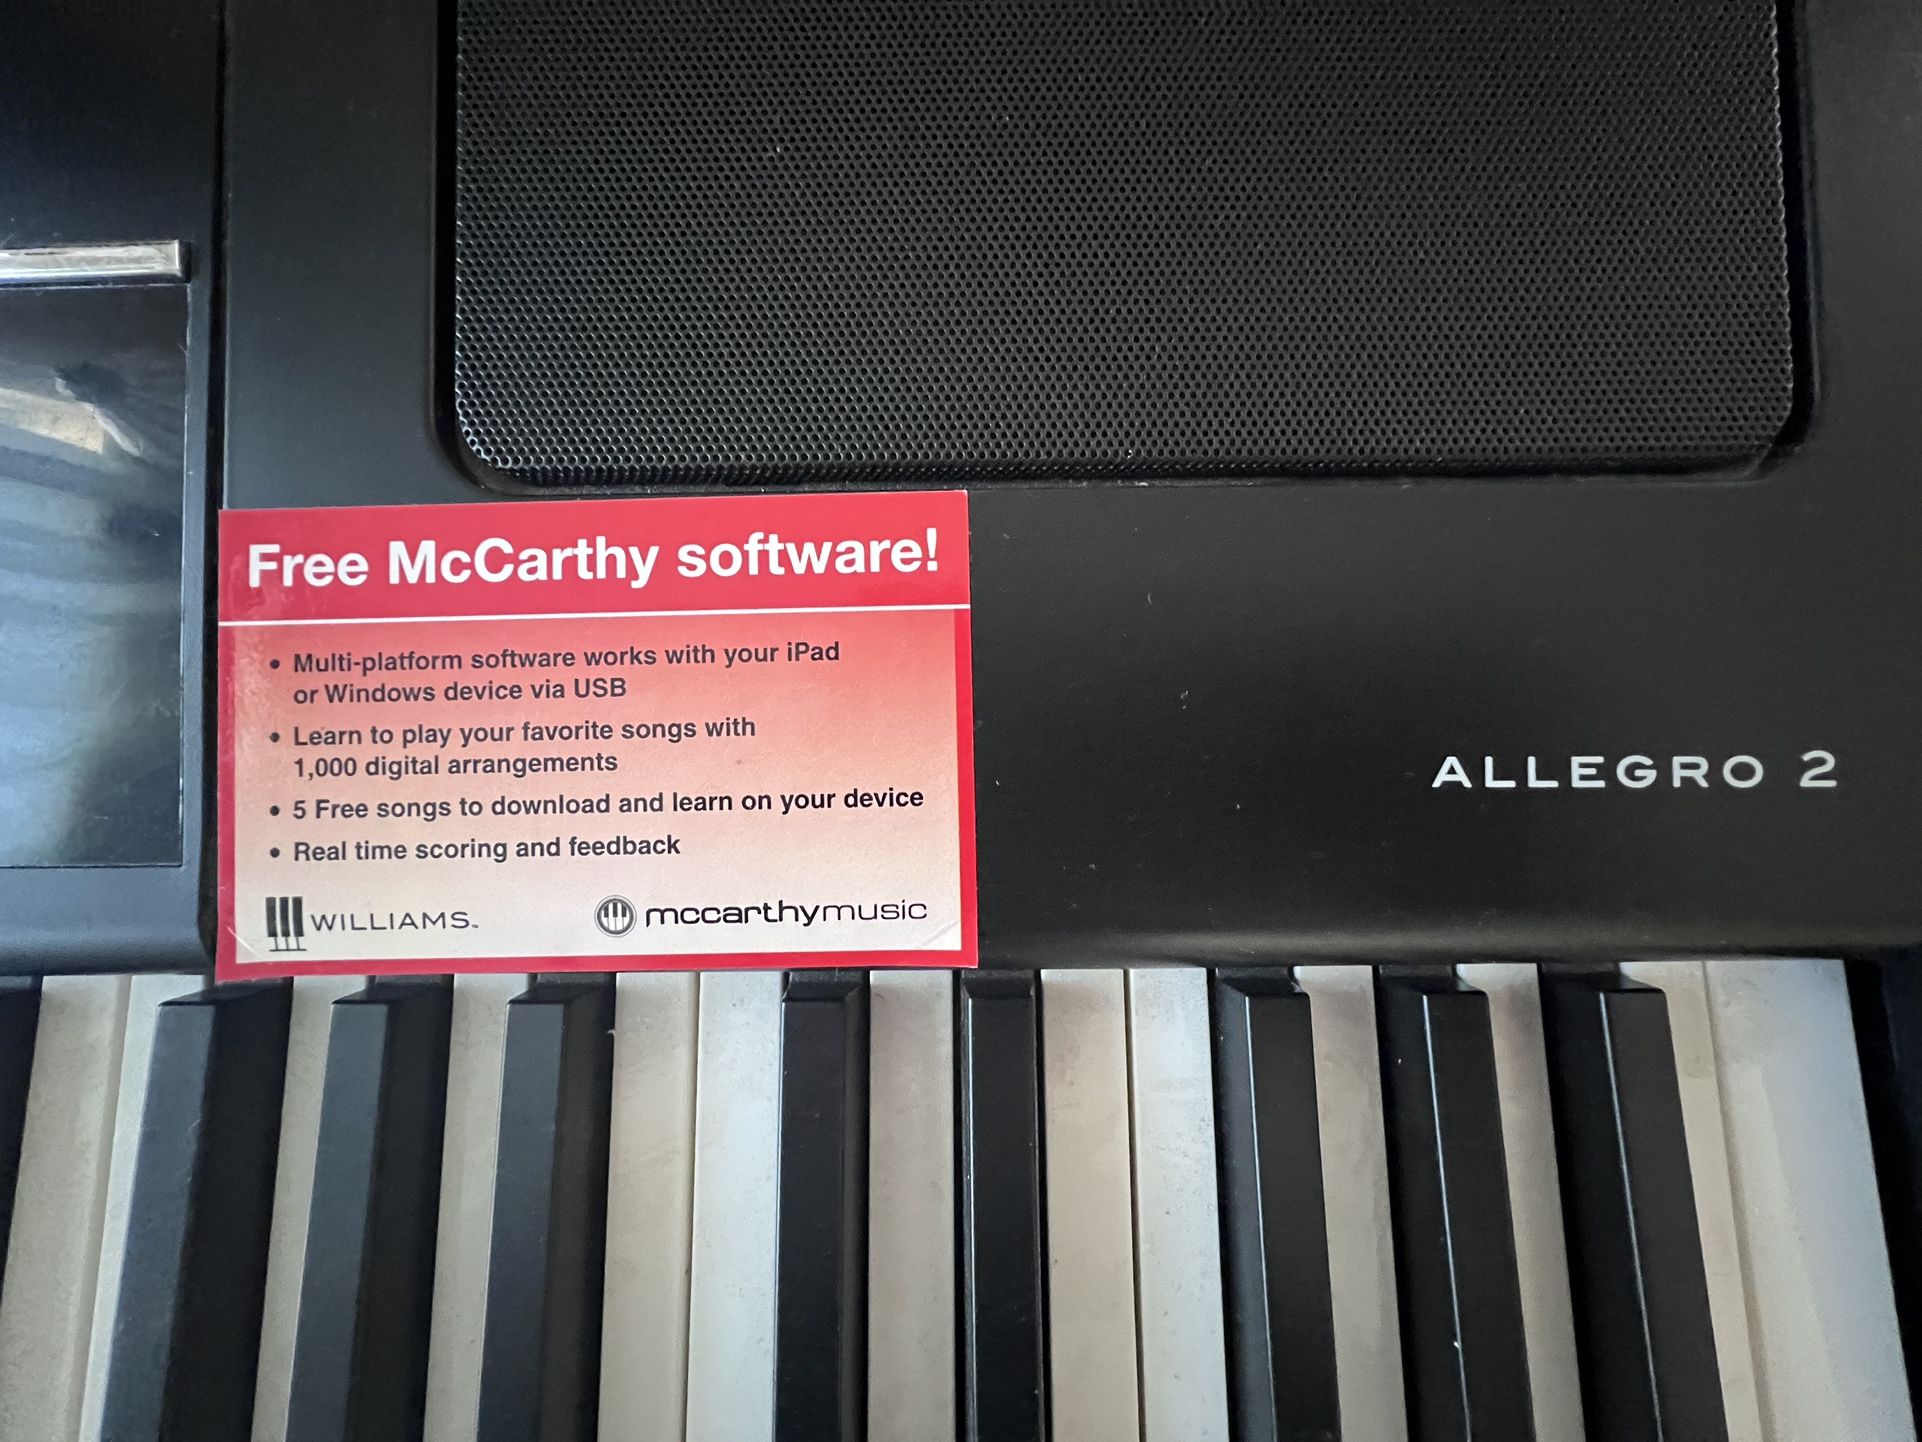 Free McCarthy software!
• Multi-platform software works with your iPad
or Windows device via USB
• Learn to play your favorite songs with
1,000 digital arrangements
• 5 Free songs to download and learn on your device
• Real time scoring and feedback
WILLIAMS™
mccarthymusic
ALLEGRO 2